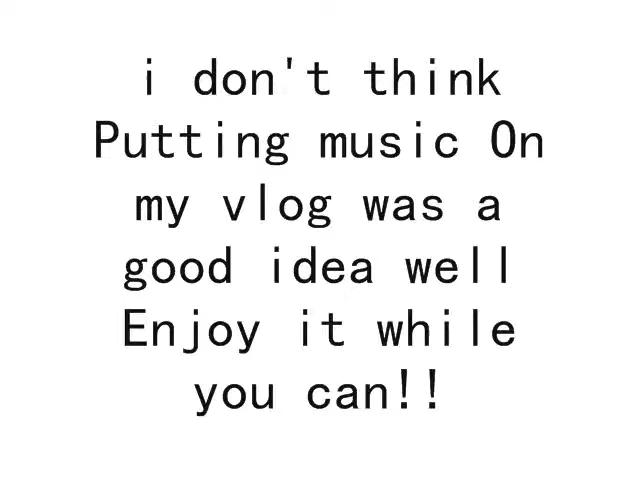 i don't think
Putting music On
my vlog was a
good idea well
Enjoy it while
you can!!